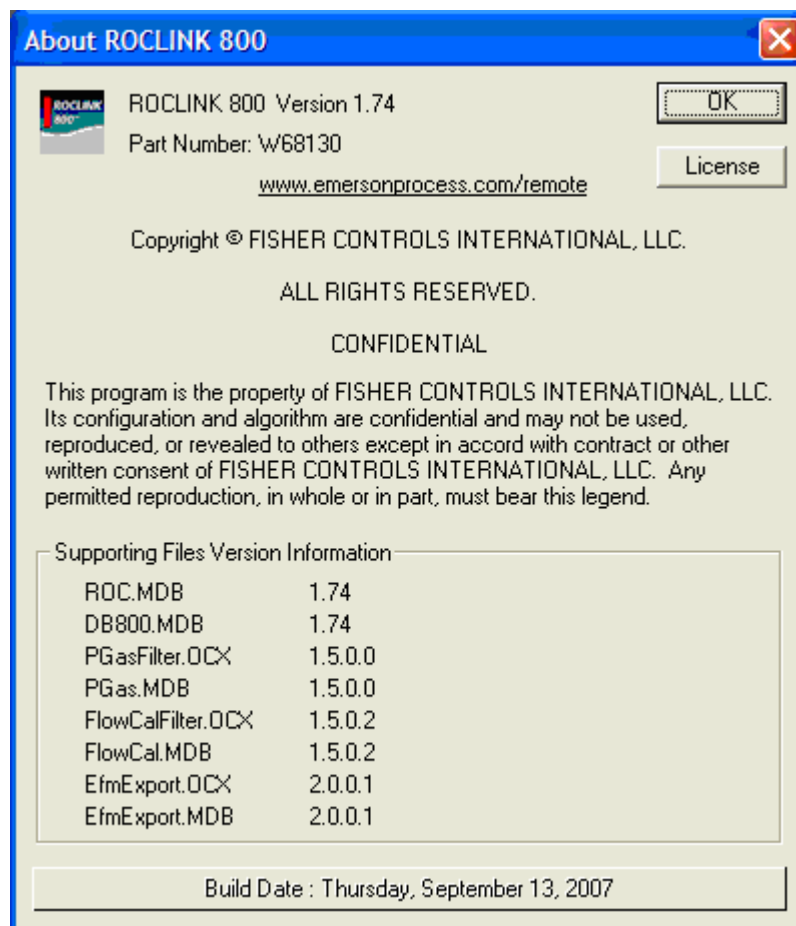 About ROCLINK 800
ROCLINK
800™
ROCLINK 800 Version 1.74
OK
Part Number: W68130
License
www.emersonprocess.com/remote
Copyright © FISHER CONTROLS INTERNATIONAL, LLC.
ALL RIGHTS RESERVED.
CONFIDENTIAL
This program is the property of FISHER CONTROLS INTERNATIONAL, LLC.
Its configuration and algorithm are confidential and may not be used,
reproduced, or revealed to others except in accord with contract or other
written consent of FISHER CONTROLS INTERNATIONAL, LLC. Any
permitted reproduction, in whole or in part, must bear this legend.
Supporting Files Version Information
ROC.MDB 1.74
DB800.MDB 1.74
PGasFilter.OCX 1.5.0.0
PGas.MDB 1.5.0.0
FlowCalFilter.OCX 1.5.0.2
FlowCal.MDB 1.5.0.2
EfmExport.OCX 2.0.0.1
EfmExport.MDB 2.0.0.1
Build Date : Thursday, September 13, 2007